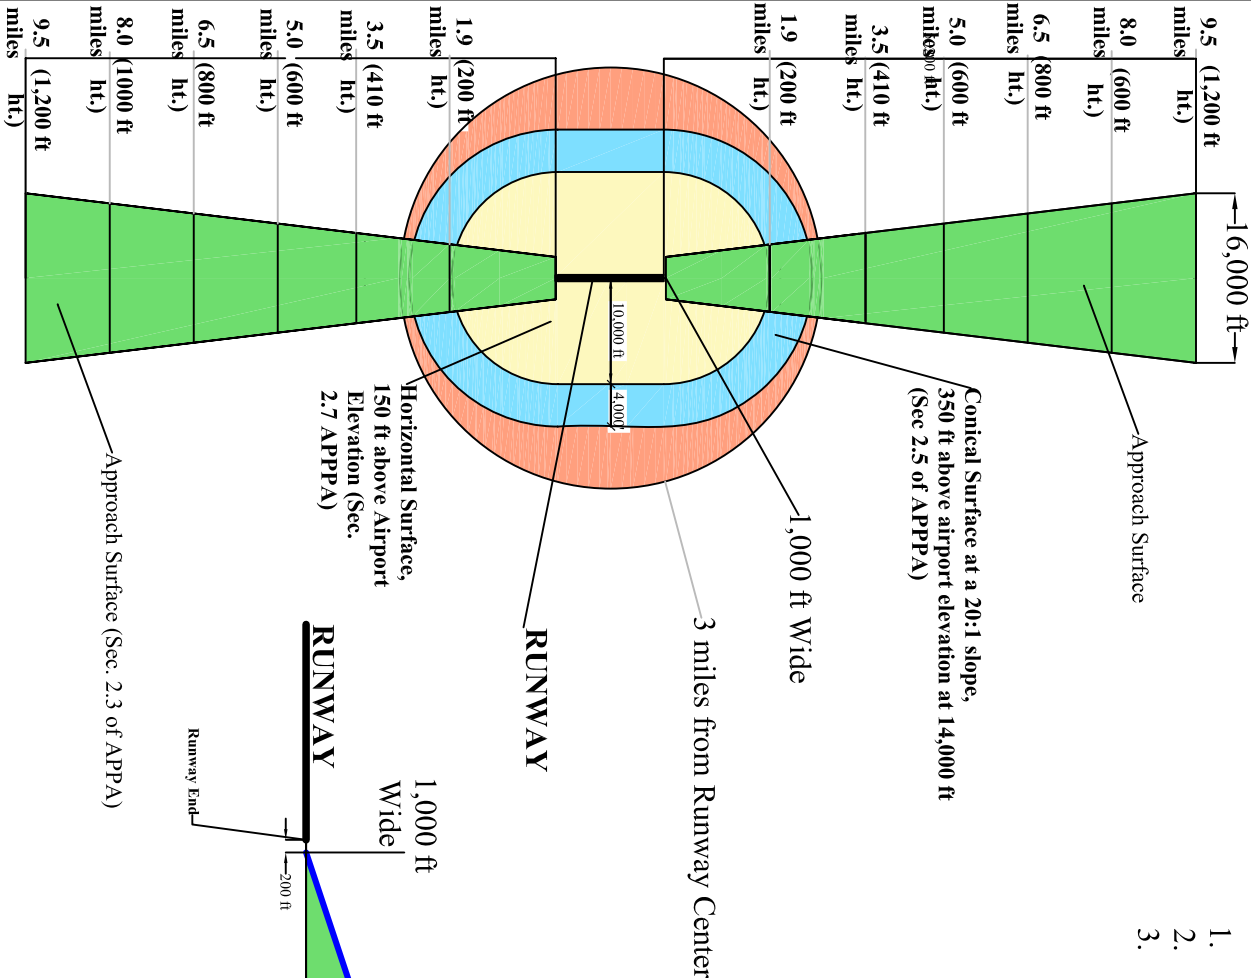 9.5 (1,200 ft
miles ht.)
8.0 (600 ft
miles ht.)
6.5 (800 ft
miles ht.)
5.0 (600 ft
miles ht.)
3.5 (410 ft
miles ht.)
1.9 (200 ft
miles ht.)
1.9 (200 ft
miles ht.)
3.5 (410 ft
miles ht.)
5.0 (600 ft
miles ht.)
6.5 (800 ft
miles ht.)
8.0 (1000 ft
miles ht.)
9.5 (1,200 ft
miles ht.)
16,000 ft
10,000 ft
4,000'
Approach Surface
Conical Surface at a 20:1 slope,
350 ft above airport elevation at 14,000 ft
(Sec 2.5 of APPPA)
1,000 ft Wide
3 miles from Runway Center
RUNWAY
Horizontal Surface,
150 ft above Airport
Elevation (Sec.
2.7 APPPA)
Approach Surface (Sec. 2.3 of APPA)
RUNWAY
1,000 ft
Wide
Runway End
200 ft
1.
2.
3.